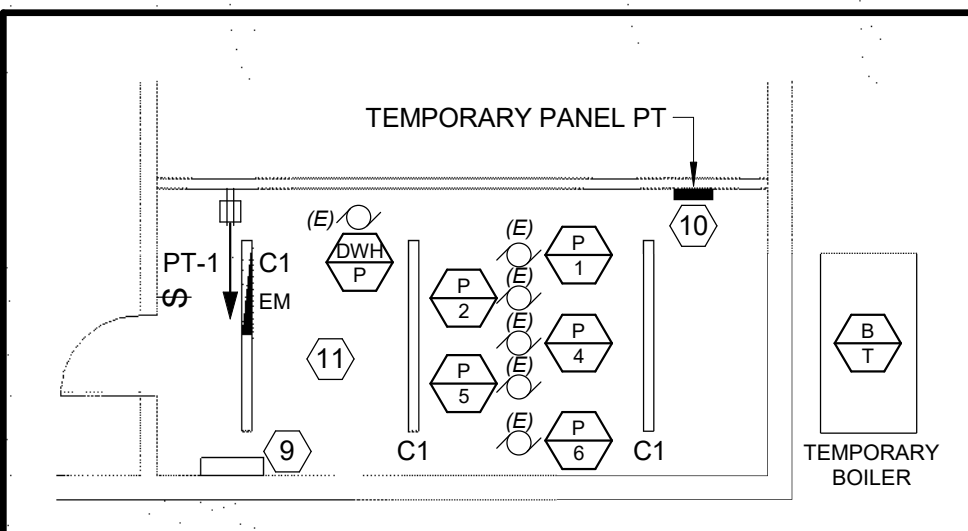 TEMPORARY PANEL PT
10
(E)
DWH
P
(E)
P
1
PT-1
C1
EM
S
(E)
P
2
(E)
P
4
11
(E)
P
5
(E)
P
6
B
T
9
C1
C1
TEMPORARY
BOILER